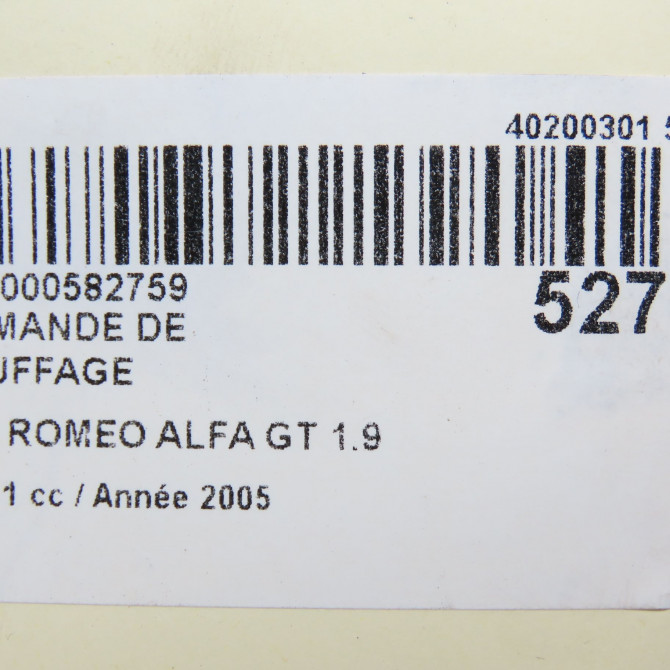 40200301 5
000582759
527
MANDE DE
UFFAGE
ROMEO ALFA GT 1.9
1 cc / Année 2005